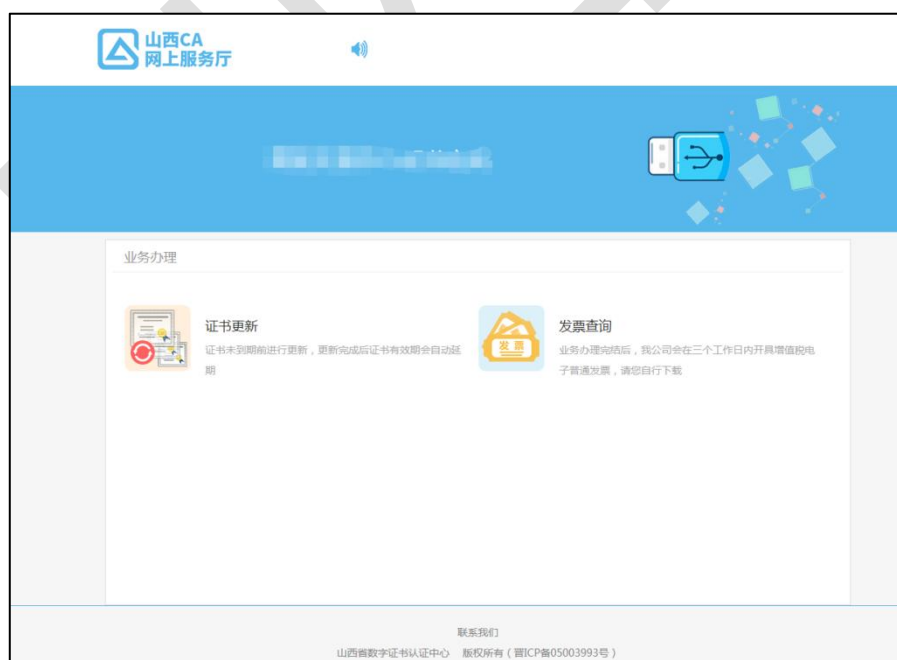 山西CA
网上服务厅
业务办理
证书更新
证书未到期前进行更新，更新完成后证书有效期会自动延
期
发票
发票查询
业务办理完结后，我公司会在三个工作日内开具增值税电
子普通发票，请您自行下载
联系我们
山西省数字证书认证中心 版权所有（晋ICP备05003993号）